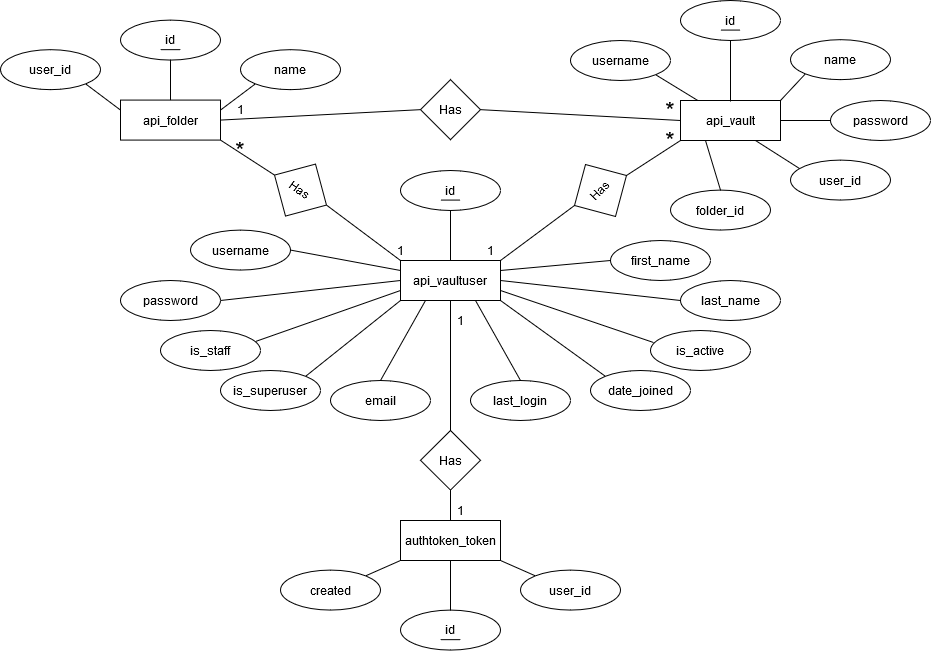 id
id
username
name
user_id
name
1
*
api_folder
Has
api_vault
password
*
*
Has
Has
id
user_id
folder_id
username
1
1
first_name
api_vaultuser
password
last_name
1
is_staff
is_active
is_superuser
email
last_login
date_joined
Has
1
authtoken_token
created
user_id
id